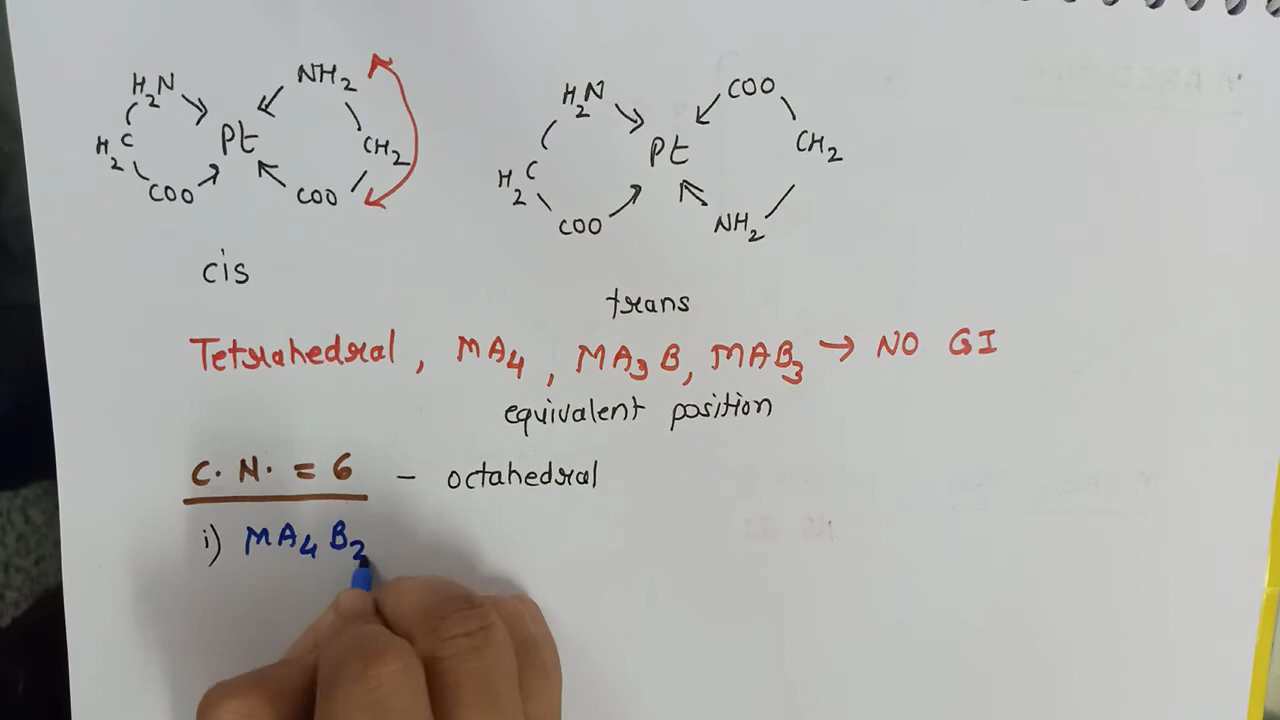 H2N NH2
Pt
H2C CH2
COO COO
cis
H2N COO
Pt
H2C CH2
COO NH2
trans
Tetrahedral, MA4, MA3B, MAB3 → NO GI
equivalent position
C.N. = 6 - octahedral
i) MA4B2